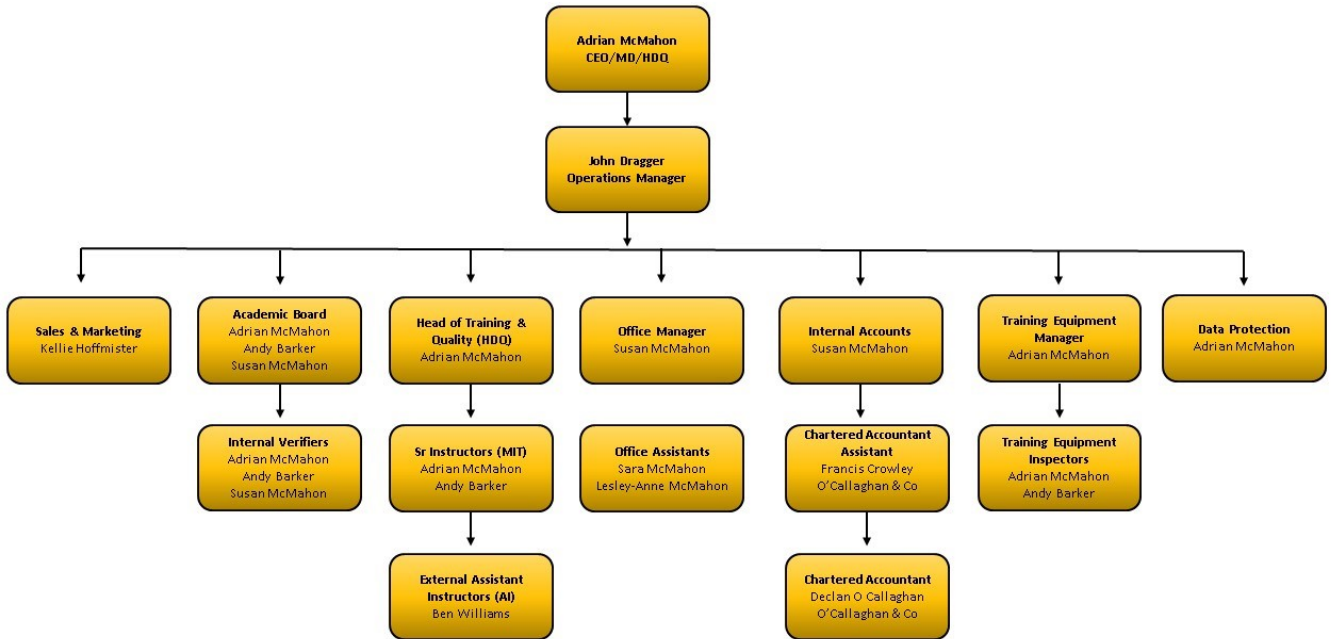 Adrian McMahon
CEO/MD/HDQ
John Dragger
Operations Manager
Sales & Marketing
Kellie Hoffmister
Academic Board
Adrian McMahon
Andy Barker
Susan McMahon
Head of Training &
Quality (HDQ)
Adrian McMahon
Office Manager
Susan McMahon
Internal Accounts
Susan McMahon
Training Equipment
Manager
Adrian McMahon
Data Protection
Adrian McMahon
Internal Verifiers
Adrian McMahon
Andy Barker
Susan McMahon
Sr Instructors (MIT)
Adrian McMahon
Andy Barker
Office Assistants
Sara McMahon
Lesley-Anne McMahon
Chartered Accountant
Assistant
Francis Crowley
O'Callaghan & Co
Training Equipment
Inspectors
Adrian McMahon
Andy Barker
External Assistant
Instructors (AI)
Ben Williams
Chartered Accountant
Declan O Callaghan
O'Callaghan & Co